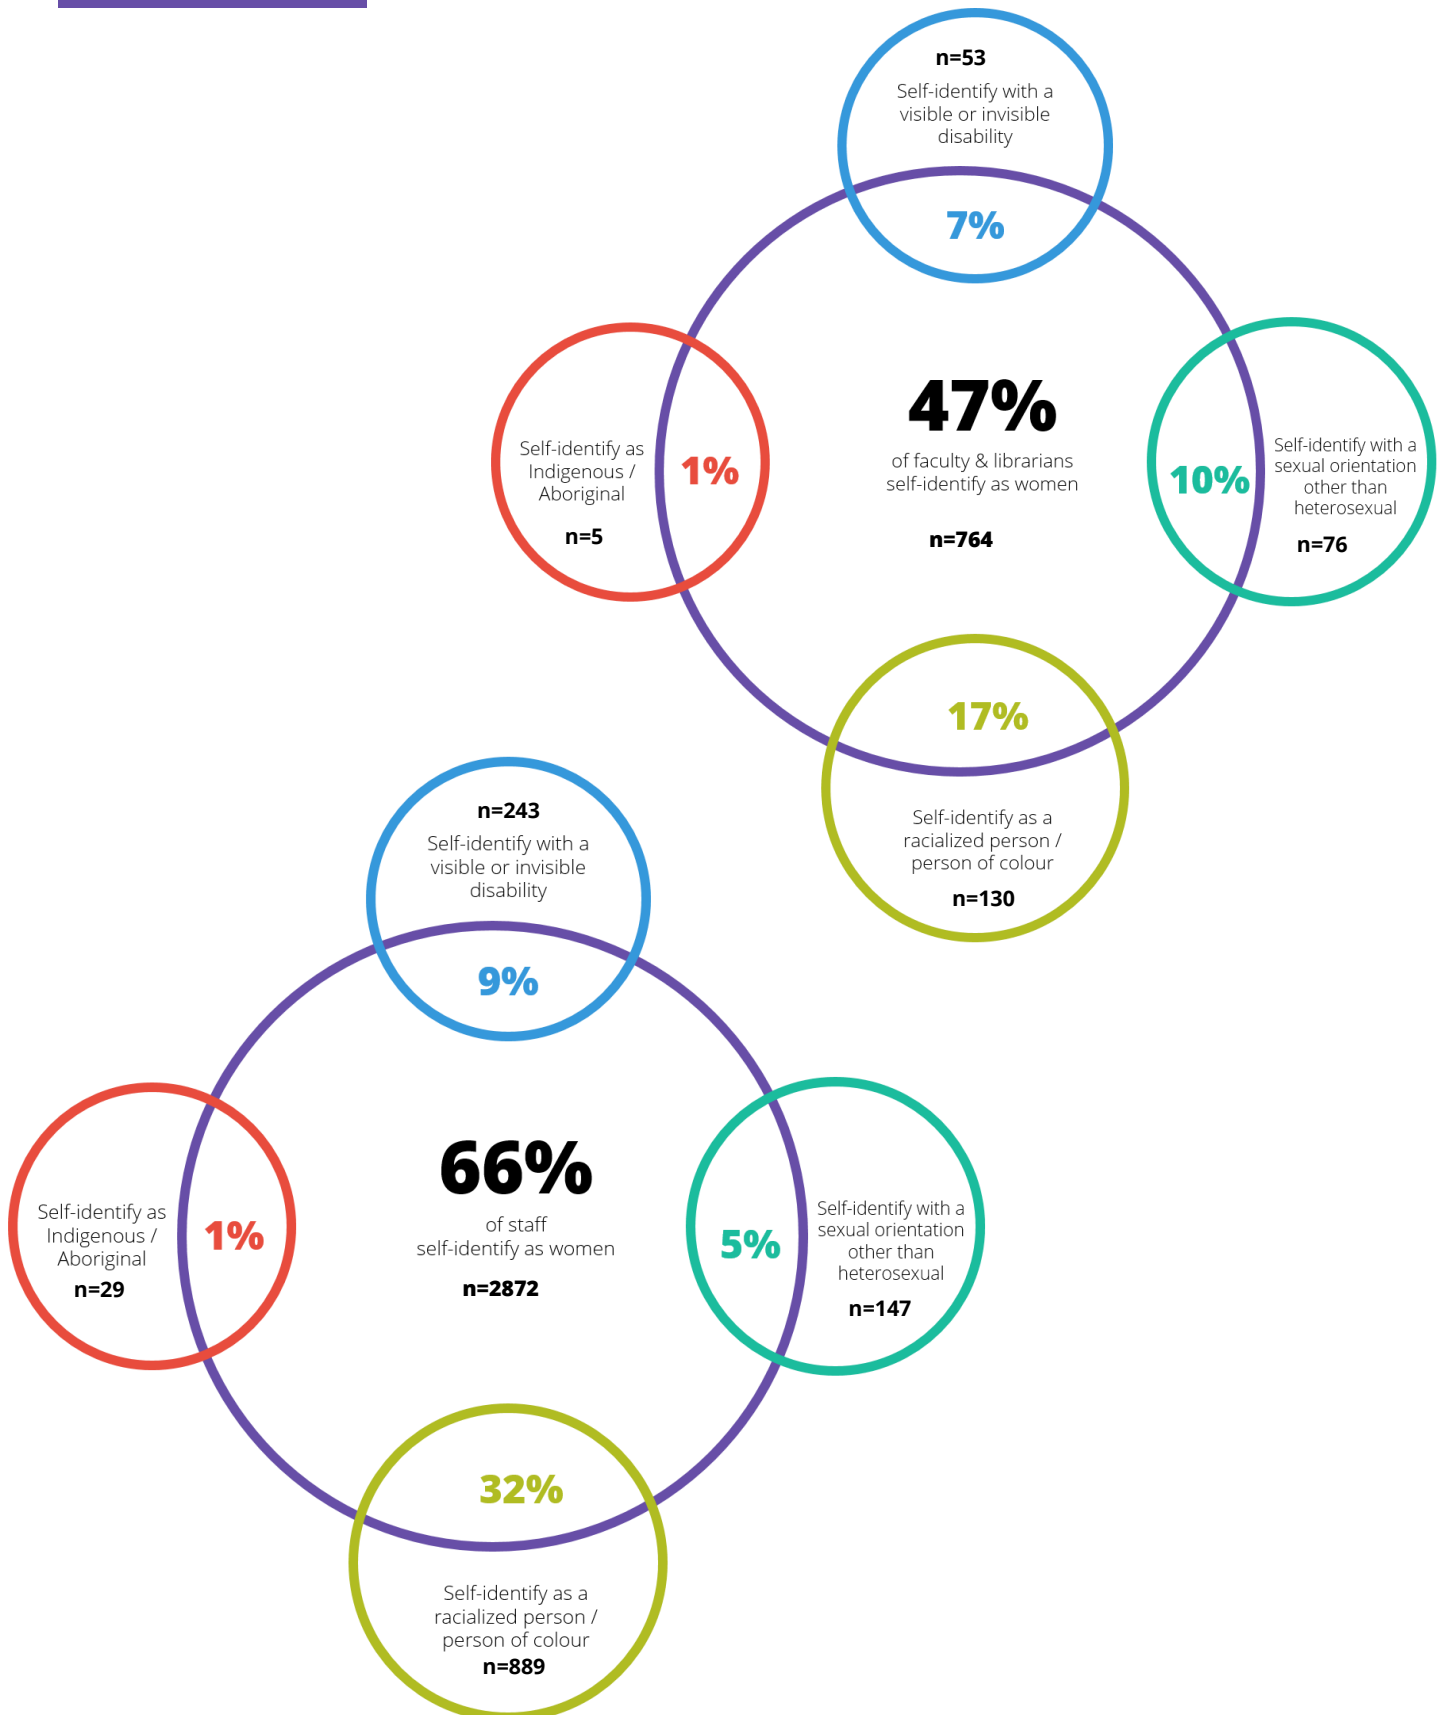 n=53
Self-identify with a
visible or invisible
disability
7%
Self-identify as
Indigenous /
Aboriginal
n=5
1%
47%
of faculty & librarians
self-identify as women
n=764
10%
Self-identify with a
sexual orientation
other than
heterosexual
n=76
17%
Self-identify as a
racialized person /
person of colour
n=130
n=243
Self-identify with a
visible or invisible
disability
9%
Self-identify as
Indigenous /
Aboriginal
n=29
1%
66%
of staff
self-identify as women
n=2872
5%
Self-identify with a
sexual orientation
other than
heterosexual
n=147
32%
Self-identify as a
racialized person /
person of colour
n=889